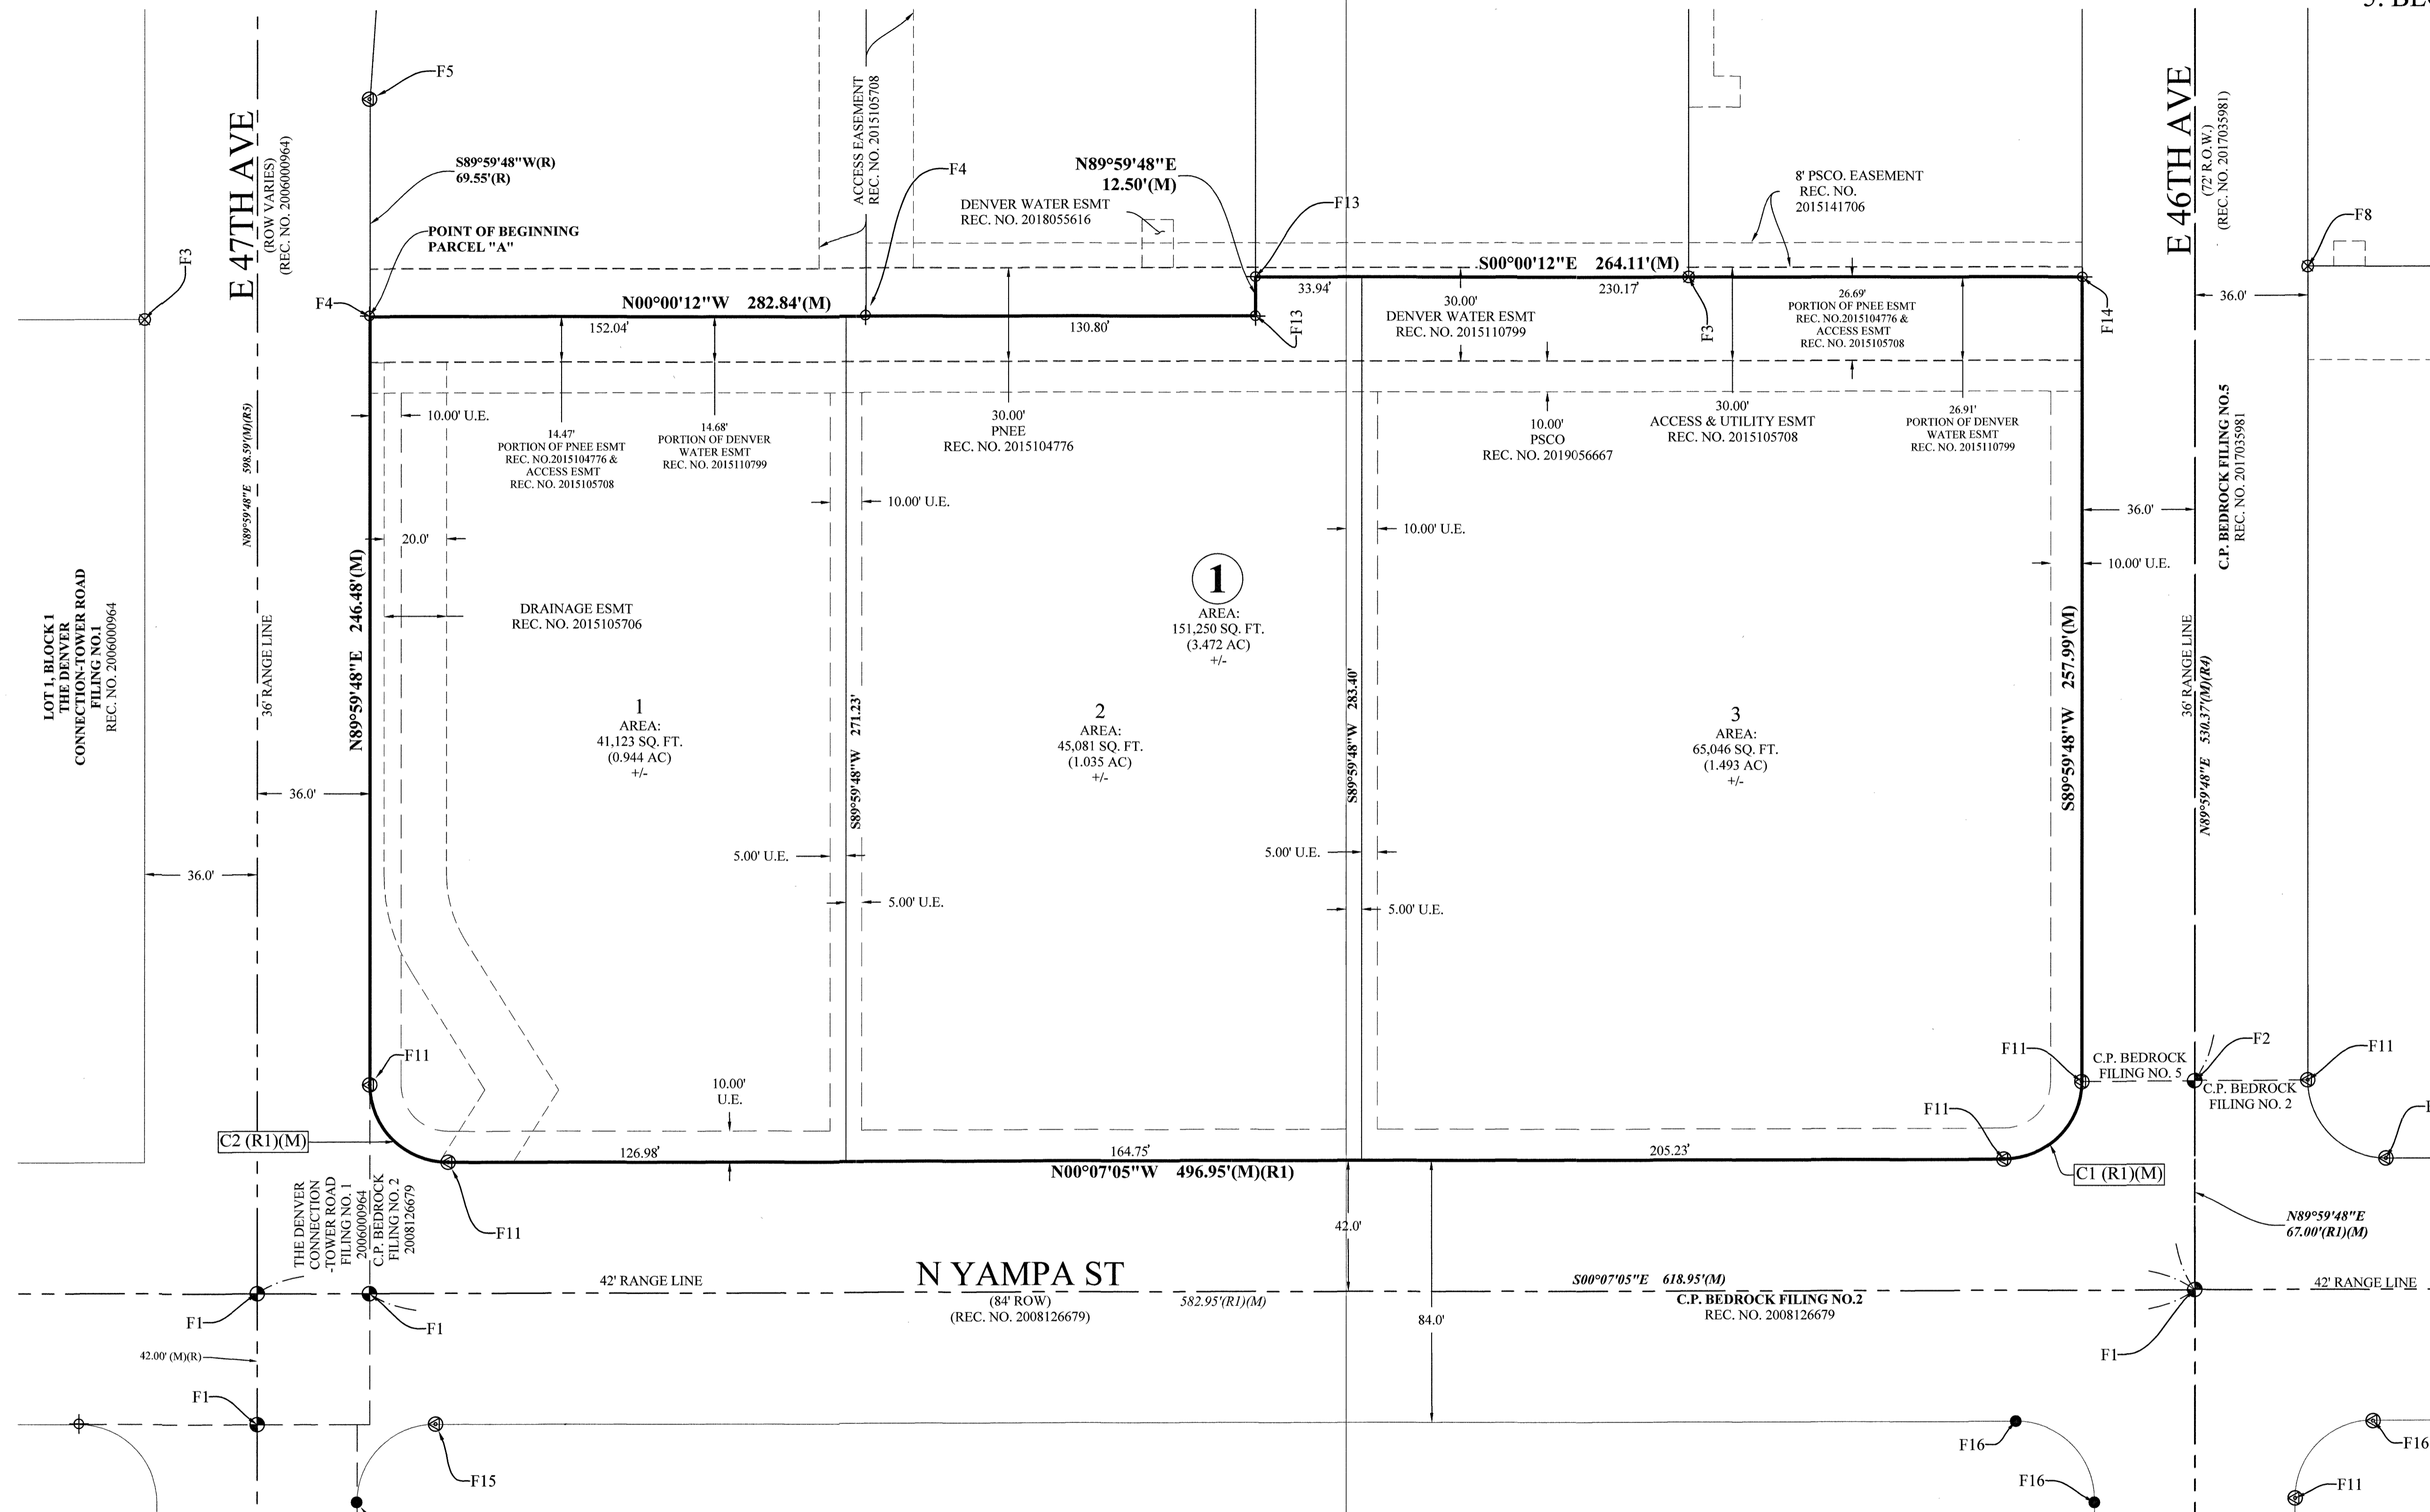 E 47TH AVE
(ROW VARIES)
(REC. NO. 2006000964)
F5
S89°59'48"W(R)
69.55'(R)
POINT OF BEGINNING
PARCEL "A"
F3
F4
ACCESS EASEMENT
REC. NO. 2015105708
F4
DENVER WATER ESMT
REC. NO. 2018055616
N89°59'48"E
12.50'(M)
F13
8' PSCO. EASEMENT
REC. NO.
2015141706
E 46TH AVE
(72' R.O.W.)
(REC. NO. 2017035981)
F8
N00°00'12"W 282.84'(M)
152.04'
130.80'
F13
S00°00'12"E 264.11'(M)
33.94'
230.17'
30.00'
DENVER WATER ESMT
REC. NO. 2015110799
F3
26.69'
PORTION OF PNEE ESMT
REC. NO.2015104776 &
ACCESS ESMT
REC. NO. 2015105708
F14
36.0'
10.00' U.E.
14.47'
PORTION OF PNEE ESMT
REC. NO.2015104776 &
ACCESS ESMT
REC. NO. 2015105708
14.68'
PORTION OF DENVER
WATER ESMT
REC. NO. 2015110799
30.00'
PNEE
REC. NO. 2015104776
10.00'
PSCO
REC. NO. 2019056667
30.00'
ACCESS & UTILITY ESMT
REC. NO. 2015105708
26.91'
PORTION OF DENVER
WATER ESMT
REC. NO. 2015110799
C.P. BEDROCK FILING NO.5
REC. NO. 2017035981
N89°59'48"E 598.59'(M)(R5)
10.00' U.E.
10.00' U.E.
36.0'
10.00' U.E.
20.0'
N89°59'48"E 246.48'(M)
DRAINAGE ESMT
REC. NO. 2015105706
1
AREA:
151,250 SQ. FT.
(3.472 AC)
+/-
LOT 1, BLOCK 1
THE DENVER
CONNECTION-TOWER ROAD
FILING NO.1
REC. NO. 2006000964
36' RANGE LINE
1
AREA:
41,123 SQ. FT.
(0.944 AC)
+/-
S89°59'48"W 271.23'
2
AREA:
45,081 SQ. FT.
(1.035 AC)
+/-
S89°59'48"W 283.40'
3
AREA:
65,046 SQ. FT.
(1.493 AC)
+/-
S89°59'48"W 257.99'(M)
36' RANGE LINE
N89°59'48"E 530.37'(M)(R4)
36.0'
36.0'
5.00' U.E.
5.00' U.E.
5.00' U.E.
5.00' U.E.
F11
10.00'
U.E.
F11
C.P. BEDROCK
FILING NO. 5
F2
F11
C.P. BEDROCK
FILING NO. 2
F11
C2 (R1)(M)
126.98'
164.75'
205.23'
N00°07'05"W 496.95'(M)(R1)
C1 (R1)(M)
THE DENVER
CONNECTION
-TOWER ROAD
FILING NO. 1
2006000964
C.P. BEDROCK
FILING NO. 2
2008126679
F11
42.0'
N89°59'48"E
67.00'(R1)(M)
42' RANGE LINE
N YAMPA ST
(84' ROW)
(REC. NO. 2008126679)
582.95'(R1)(M)
S00°07'05"E 618.95'(M)
C.P. BEDROCK FILING NO.2
REC. NO. 2008126679
42' RANGE LINE
F1
F1
84.0'
F1
42.00' (M)(R)
F1
F15
F16
F16
F16
F11